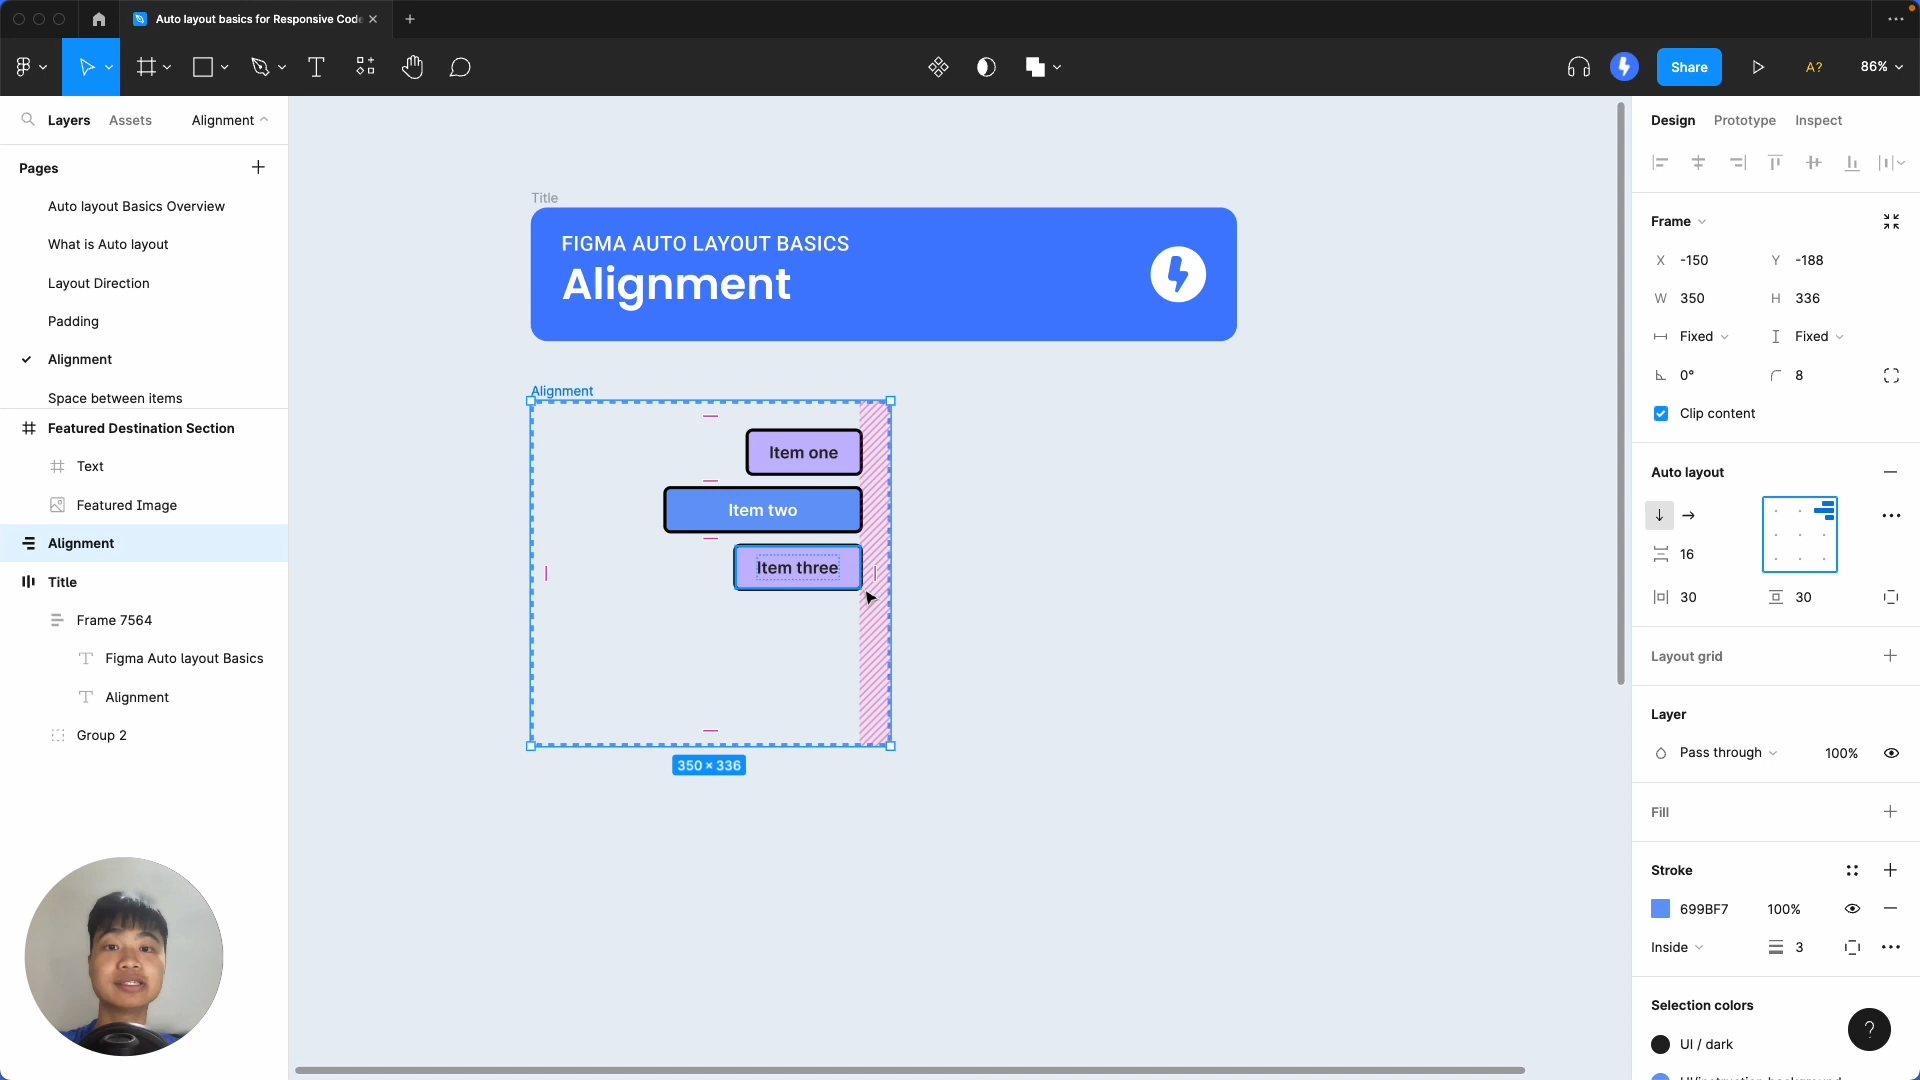 Auto layout basics for Responsive Code
Share
A?
86%
Layers
Assets
Alignment
Pages
Auto layout Basics Overview
What is Auto layout
Layout Direction
Padding
Alignment
Space between items
Featured Destination Section
Text
Featured Image
Alignment
Title
Frame 7564
Figma Auto layout Basics
Alignment
Group 2
Title
FIGMA AUTO LAYOUT BASICS
Alignment
Alignment
Item one
Item two
Item three
350 × 336
Design
Prototype
Inspect
Frame
X -150
Y -188
W 350
H 336
Fixed
Fixed
0°
8
Clip content
Auto layout
16
30
30
Layout grid
Layer
Pass through
100%
Fill
Stroke
699BF7
100%
Inside
3
Selection colors
UI / dark
?